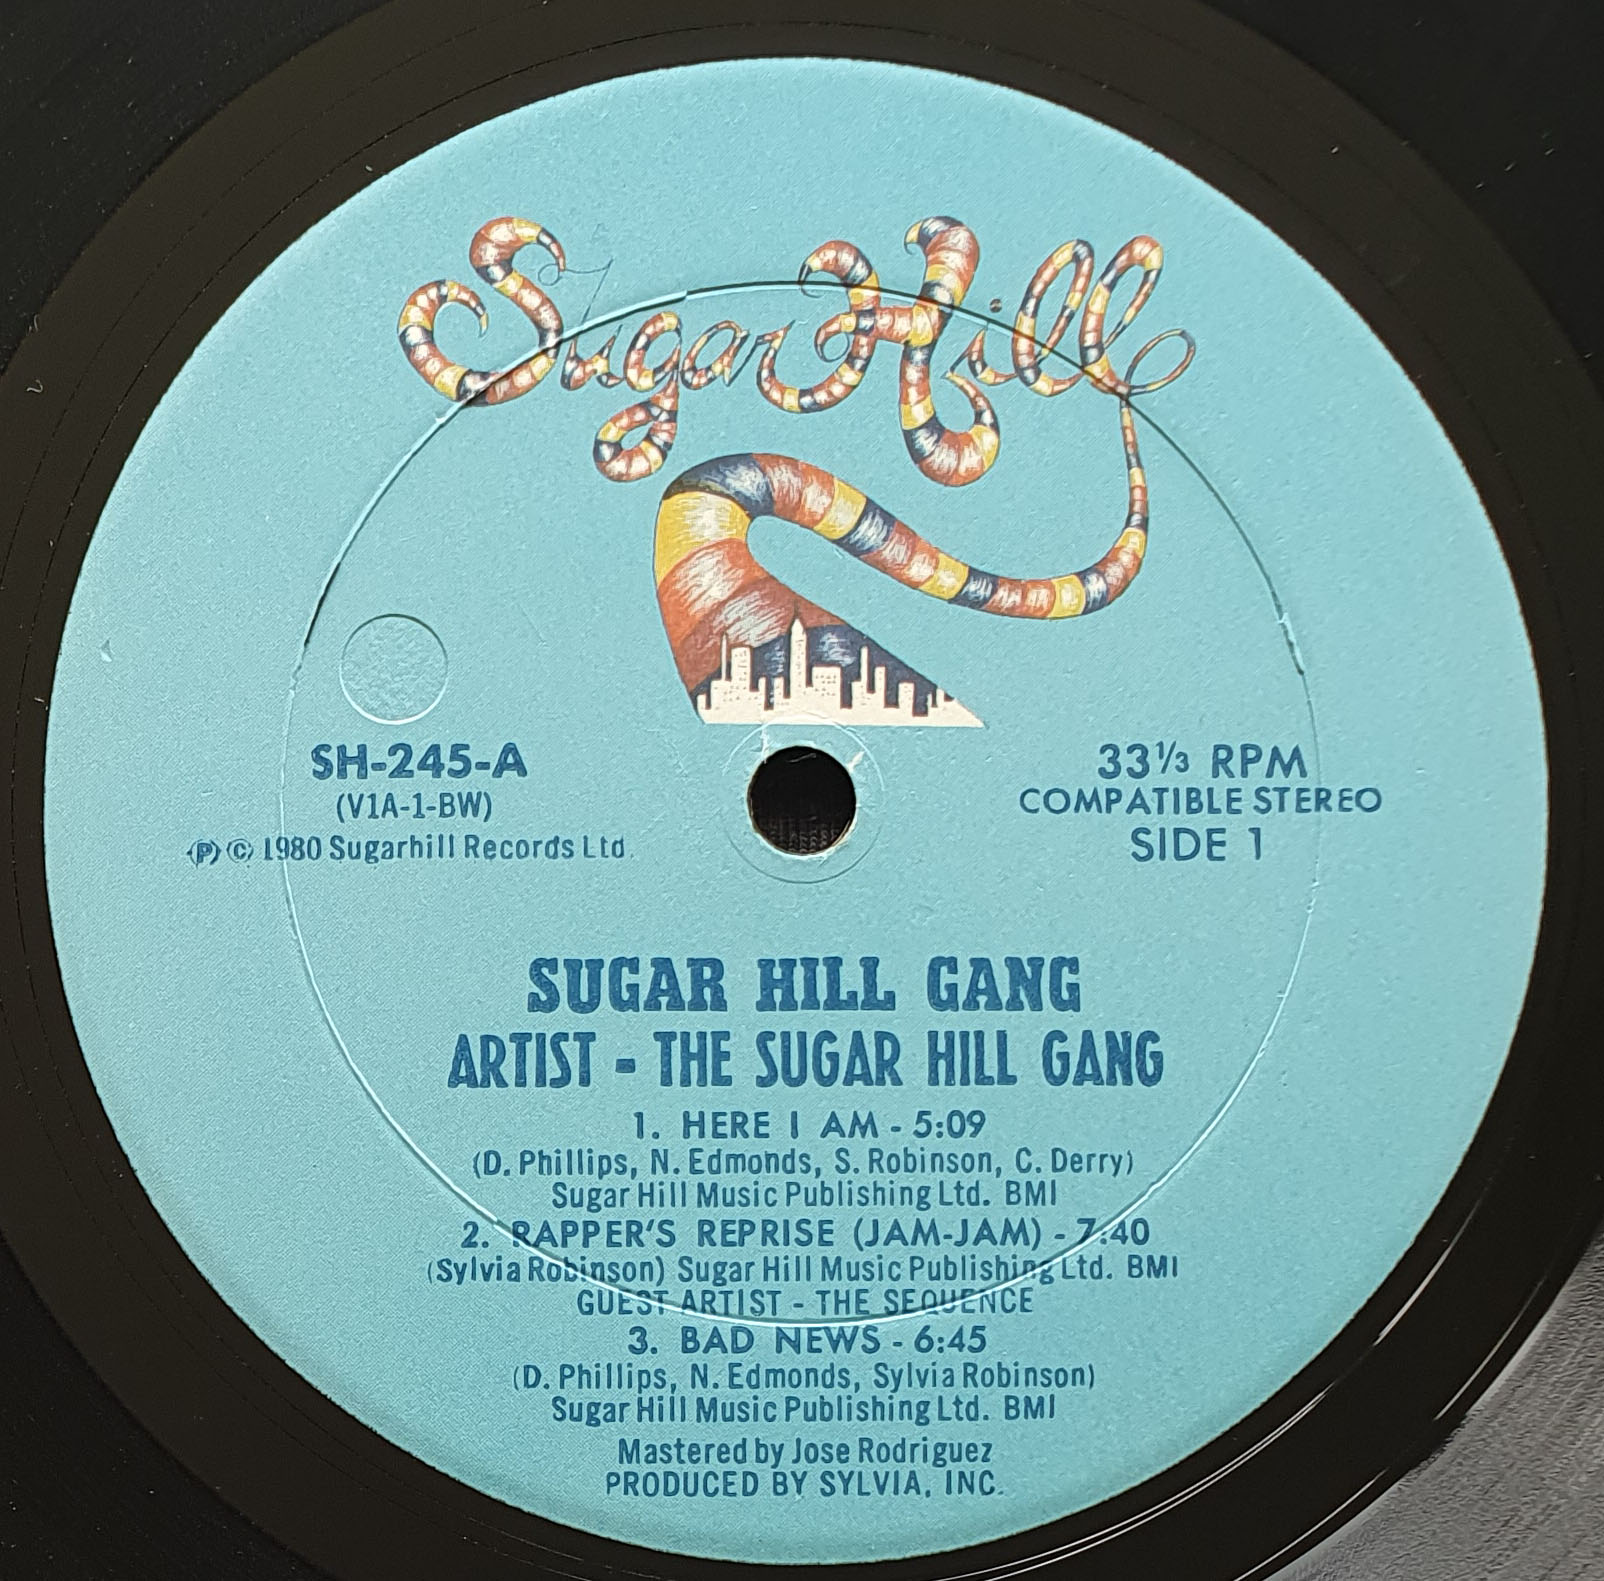 Sugar Hill
SH-245-A
(V1A-1-BW)
℗ © 1980 Sugarhill Records Ltd.
33⅓ RPM
COMPATIBLE STEREO
SIDE 1
SUGAR HILL GANG
ARTIST - THE SUGAR HILL GANG
1. HERE I AM - 5:09
(D. Phillips, N. Edmonds, S. Robinson, C. Derry)
Sugar Hill Music Publishing Ltd. BMI
2. RAPPER'S REPRISE (JAM-JAM) - 7:40
(Sylvia Robinson) Sugar Hill Music Publishing Ltd. BMI
GUEST ARTIST - THE SEQUENCE
3. BAD NEWS - 6:45
(D. Phillips, N. Edmonds, Sylvia Robinson)
Sugar Hill Music Publishing Ltd. BMI
Mastered by Jose Rodriguez
PRODUCED BY SYLVIA, INC.